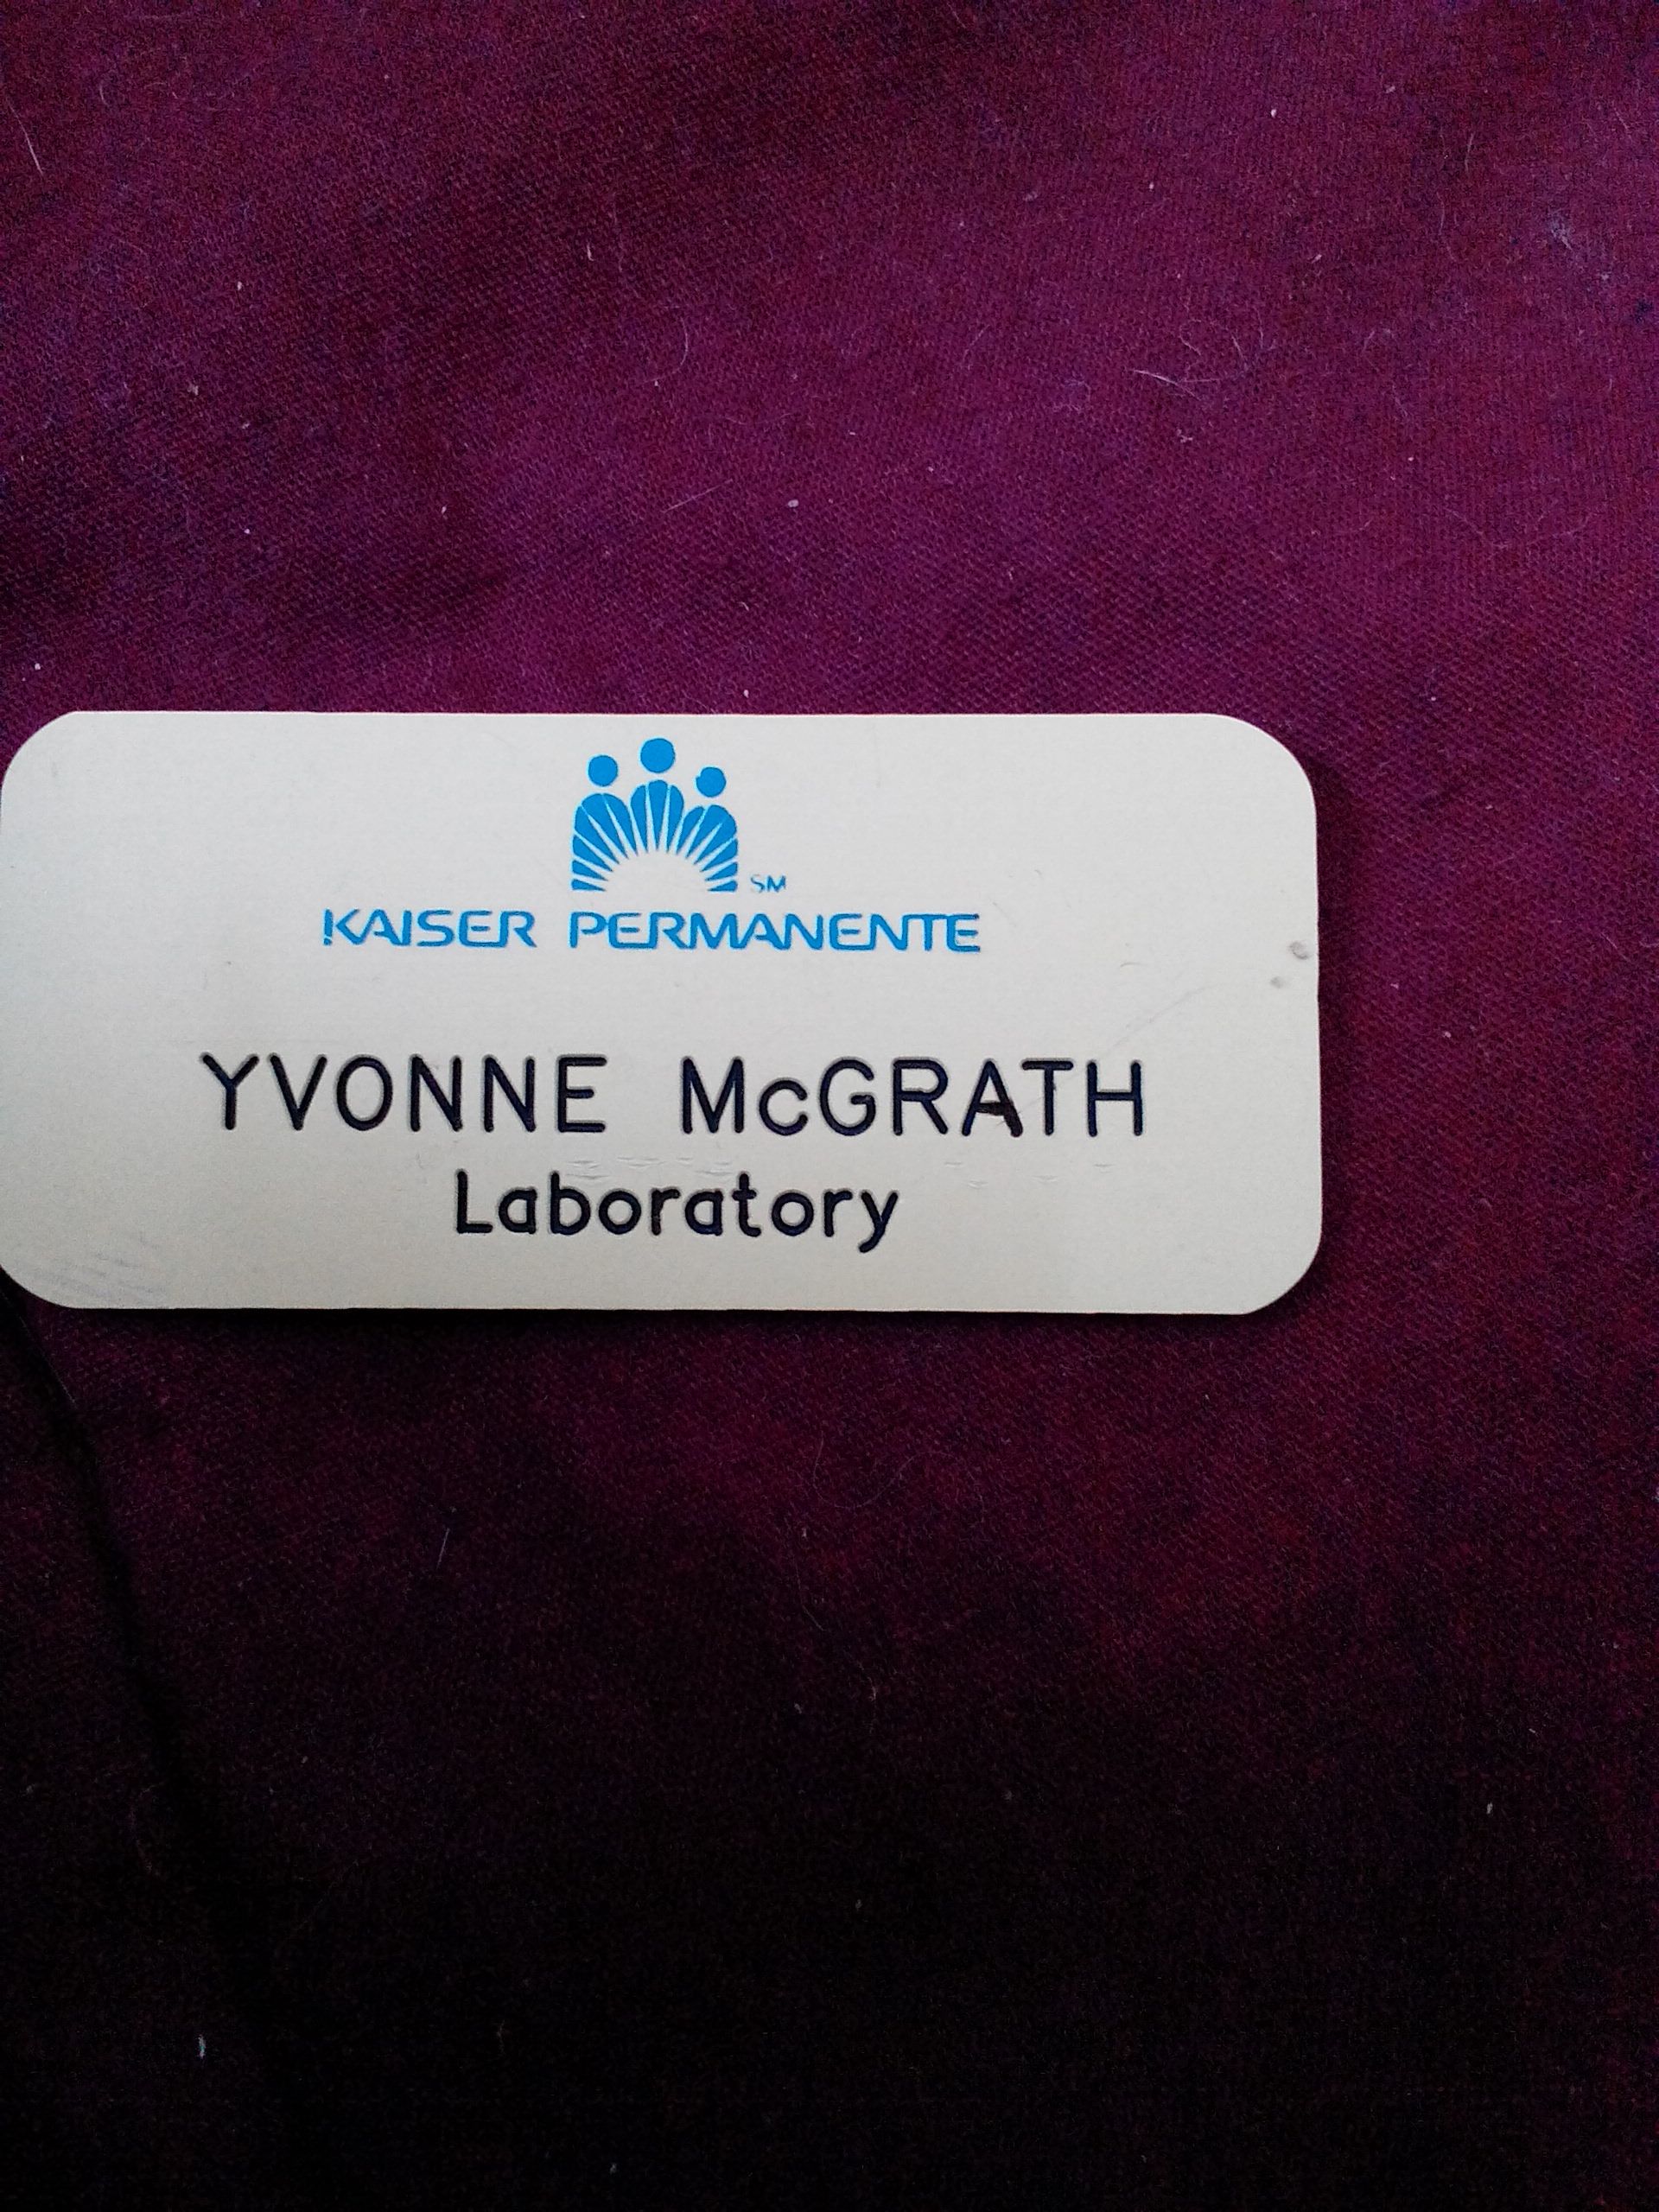 SM
KAISER PERMANENTE
YVONNE McGRATH
Laboratory